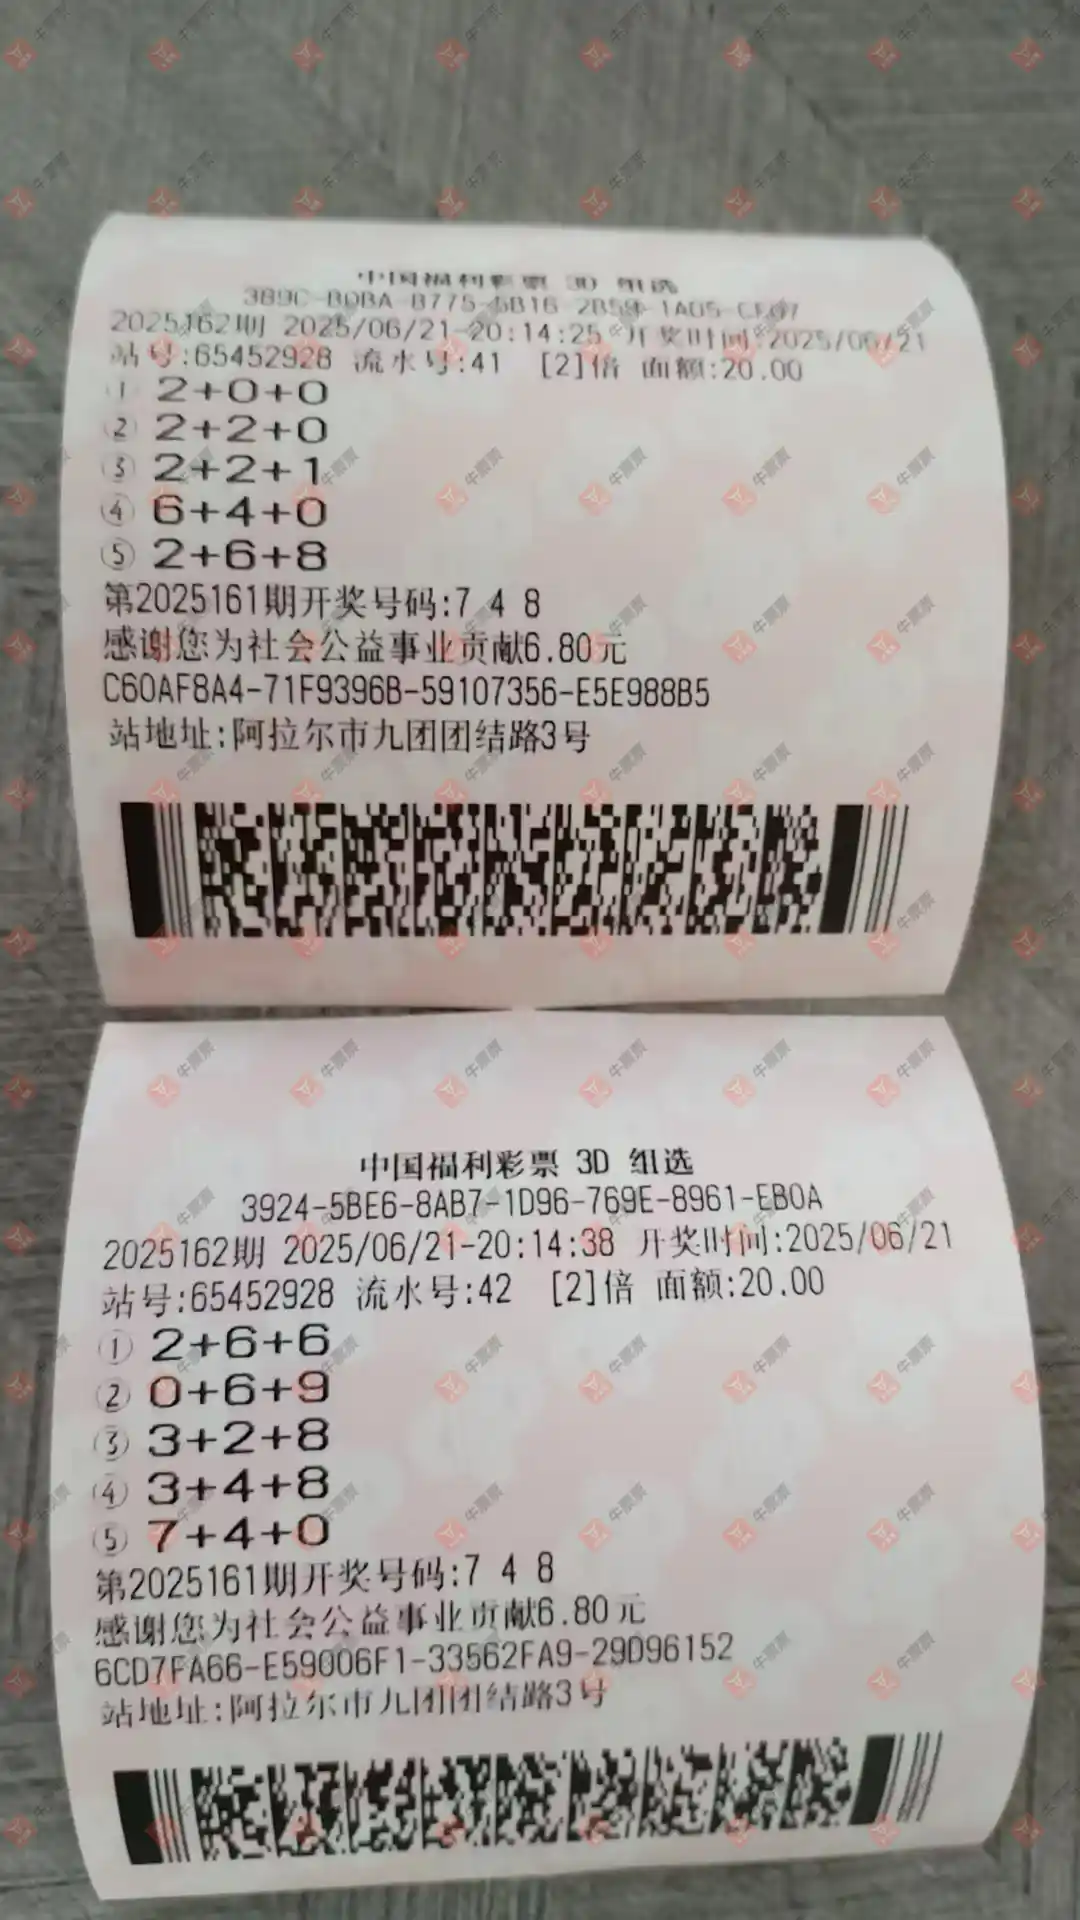 中国福利彩票 3D 组选
2025162期 2025/06/21-20:14:25 开奖时间:2025/06/21
站号:65452928 流水号:41 [2]倍 面额:20.00
① 2+0+0
② 2+2+0
③ 2+2+1
④ 6+4+0
⑤ 2+6+8
第2025161期开奖号码:7 4 8
感谢您为社会公益事业贡献6.80元
C60AF8A4-71F9396B-59107356-E5E988B5
站地址:阿拉尔市九团团结路3号
中国福利彩票 3D 组选
3924-5BE6-8AB7-1D96-769E-8961-EB0A
2025162期 2025/06/21-20:14:38 开奖时间:2025/06/21
站号:65452928 流水号:42 [2]倍 面额:20.00
① 2+6+6
② 0+6+9
③ 3+2+8
④ 3+4+8
⑤ 7+4+0
第2025161期开奖号码:7 4 8
感谢您为社会公益事业贡献6.80元
6CD7FA66-E59006F1-33562FA9-29D96152
站地址:阿拉尔市九团团结路3号